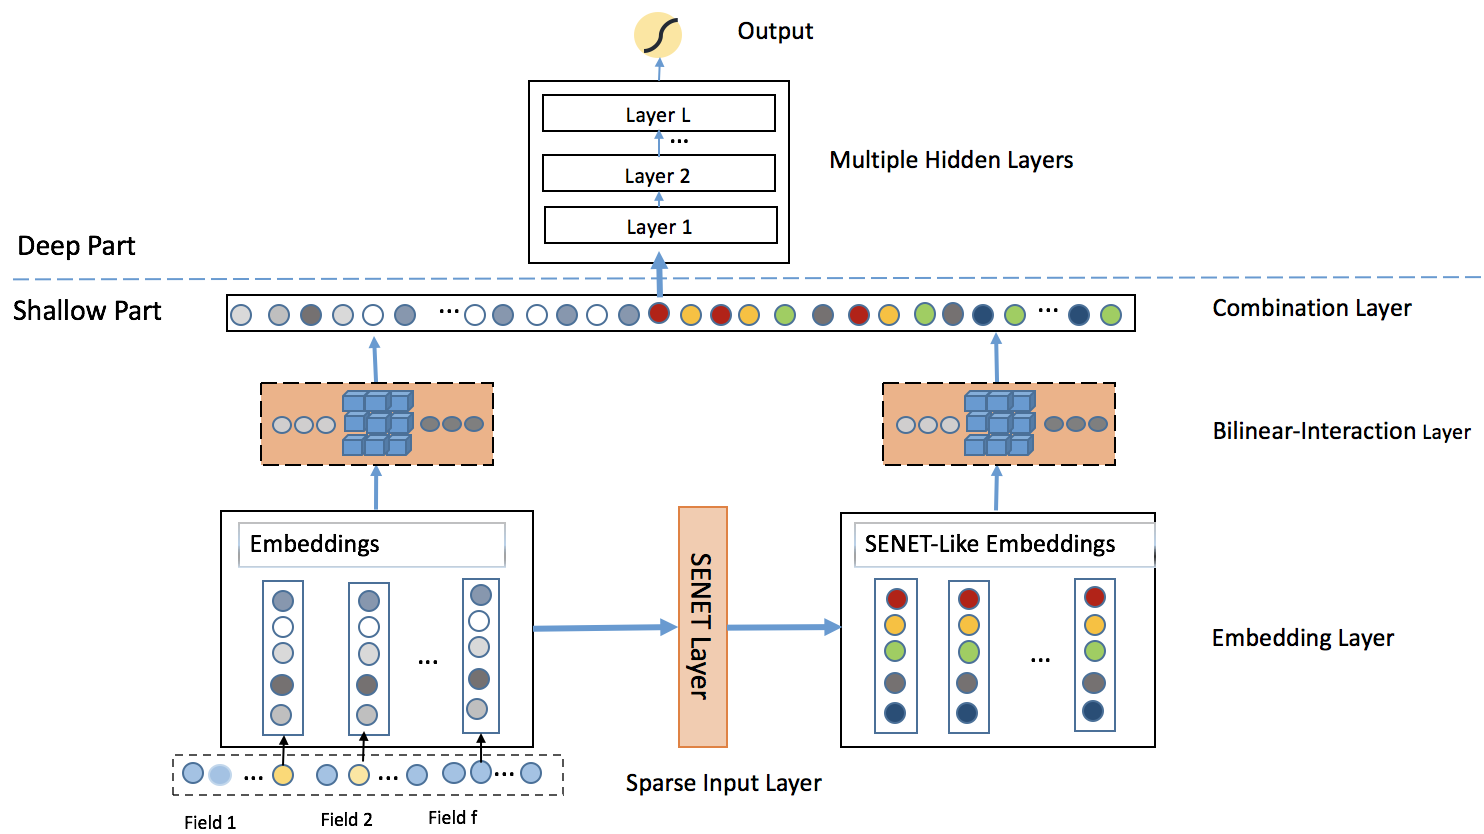 Output
Layer L
...
Multiple Hidden Layers
Layer 2
Layer 1
Deep Part
Shallow Part
... ...
Combination Layer
Bilinear-Interaction Layer
Embeddings
SENET Layer
SENET-Like Embeddings
... ...
Embedding Layer
... ... ...
Sparse Input Layer
Field 1 Field 2 Field f